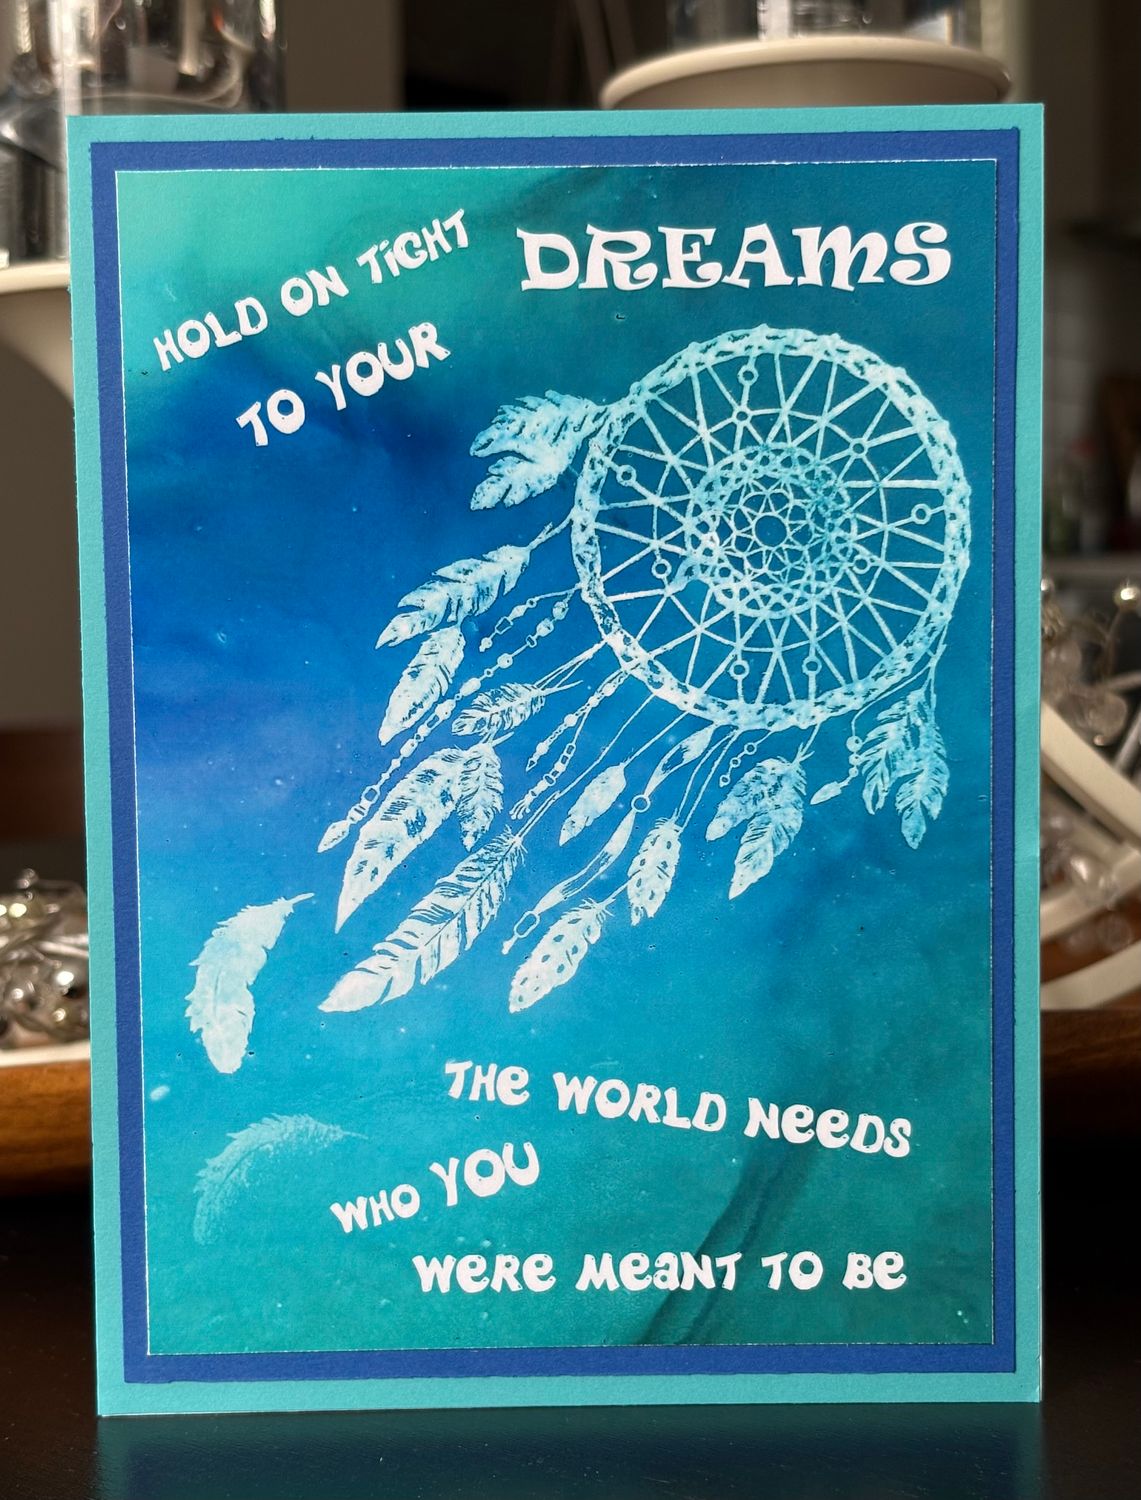 HOLD ON TiGHT
TO YOUR
DREAMS
THe WORLD NeeDS
WHO YOU
WeRe MeaNT TO Be